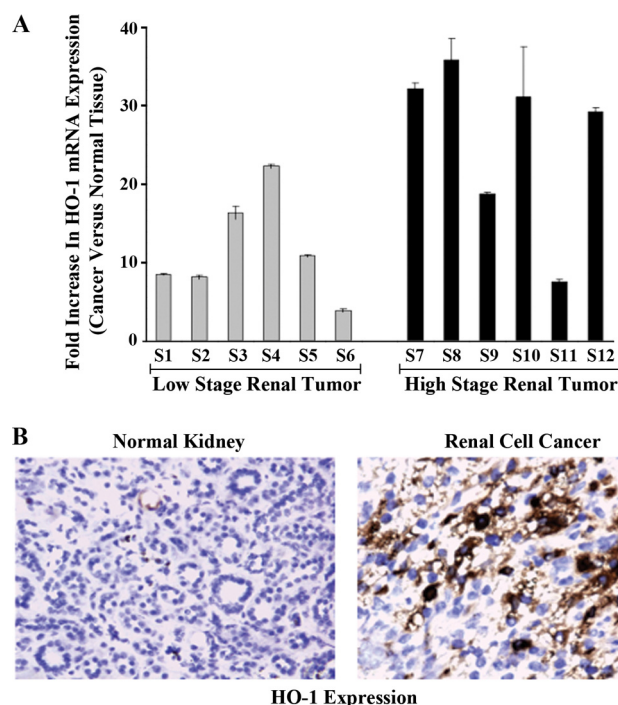 A
Fold Increase In HO-1 mRNA Expression
(Cancer Versus Normal Tissue)
40
30
20
10
0
S1 S2 S3 S4 S5 S6 S7 S8 S9 S10 S11 S12
Low Stage Renal Tumor High Stage Renal Tumor
B
Normal Kidney Renal Cell Cancer
HO-1 Expression